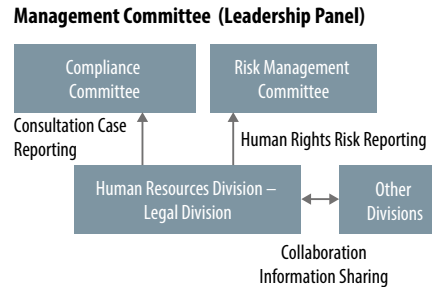 Management Committee (Leadership Panel)
Compliance
Committee
Risk Management
Committee
Consultation Case
Reporting
Human Rights Risk Reporting
Human Resources Division –
Legal Division
Other
Divisions
Collaboration
Information Sharing